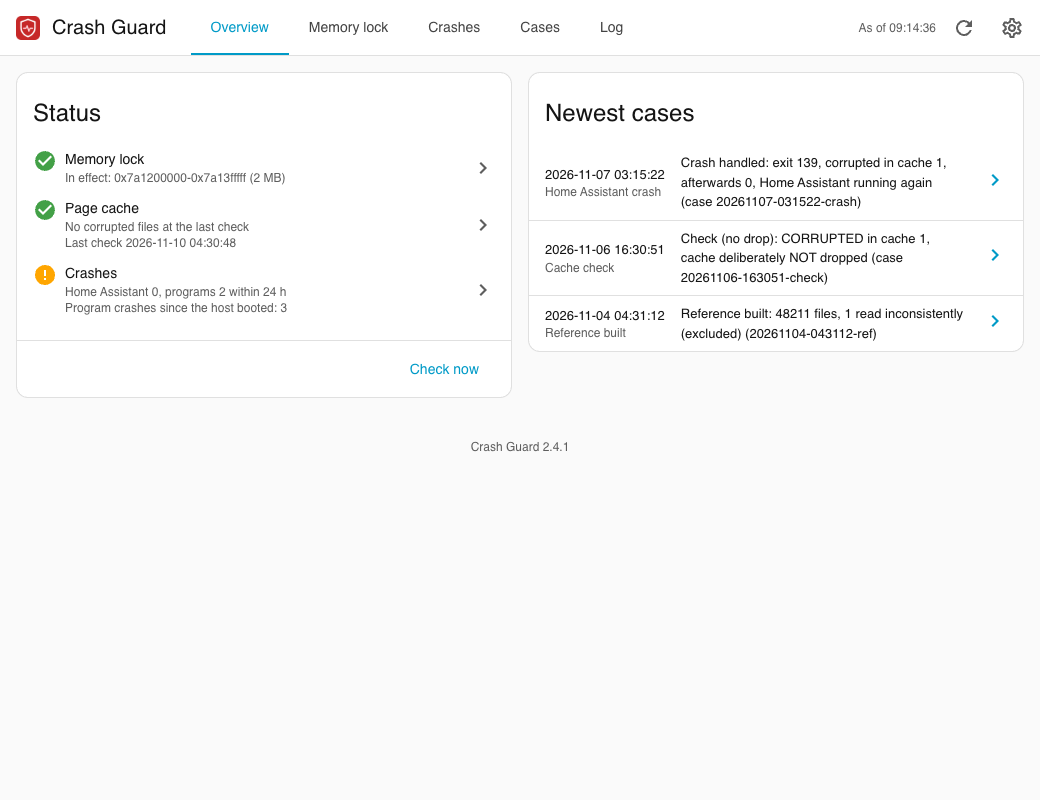 Crash Guard
Overview
Memory lock
Crashes
Cases
Log
As of 09:14:36
Status
Memory lock
In effect: 0x7a1200000-0x7a13fffff (2 MB)
Page cache
No corrupted files at the last check
Last check 2026-11-10 04:30:48
Crashes
Home Assistant 0, programs 2 within 24 h
Program crashes since the host booted: 3
Check now
Newest cases
2026-11-07 03:15:22
Home Assistant crash
Crash handled: exit 139, corrupted in cache 1,
afterwards 0, Home Assistant running again
(case 20261107-031522-crash)
2026-11-06 16:30:51
Cache check
Check (no drop): CORRUPTED in cache 1,
cache deliberately NOT dropped (case
20261106-163051-check)
2026-11-04 04:31:12
Reference built
Reference built: 48211 files, 1 read inconsistently
(excluded) (20261104-043112-ref)
Crash Guard 2.4.1